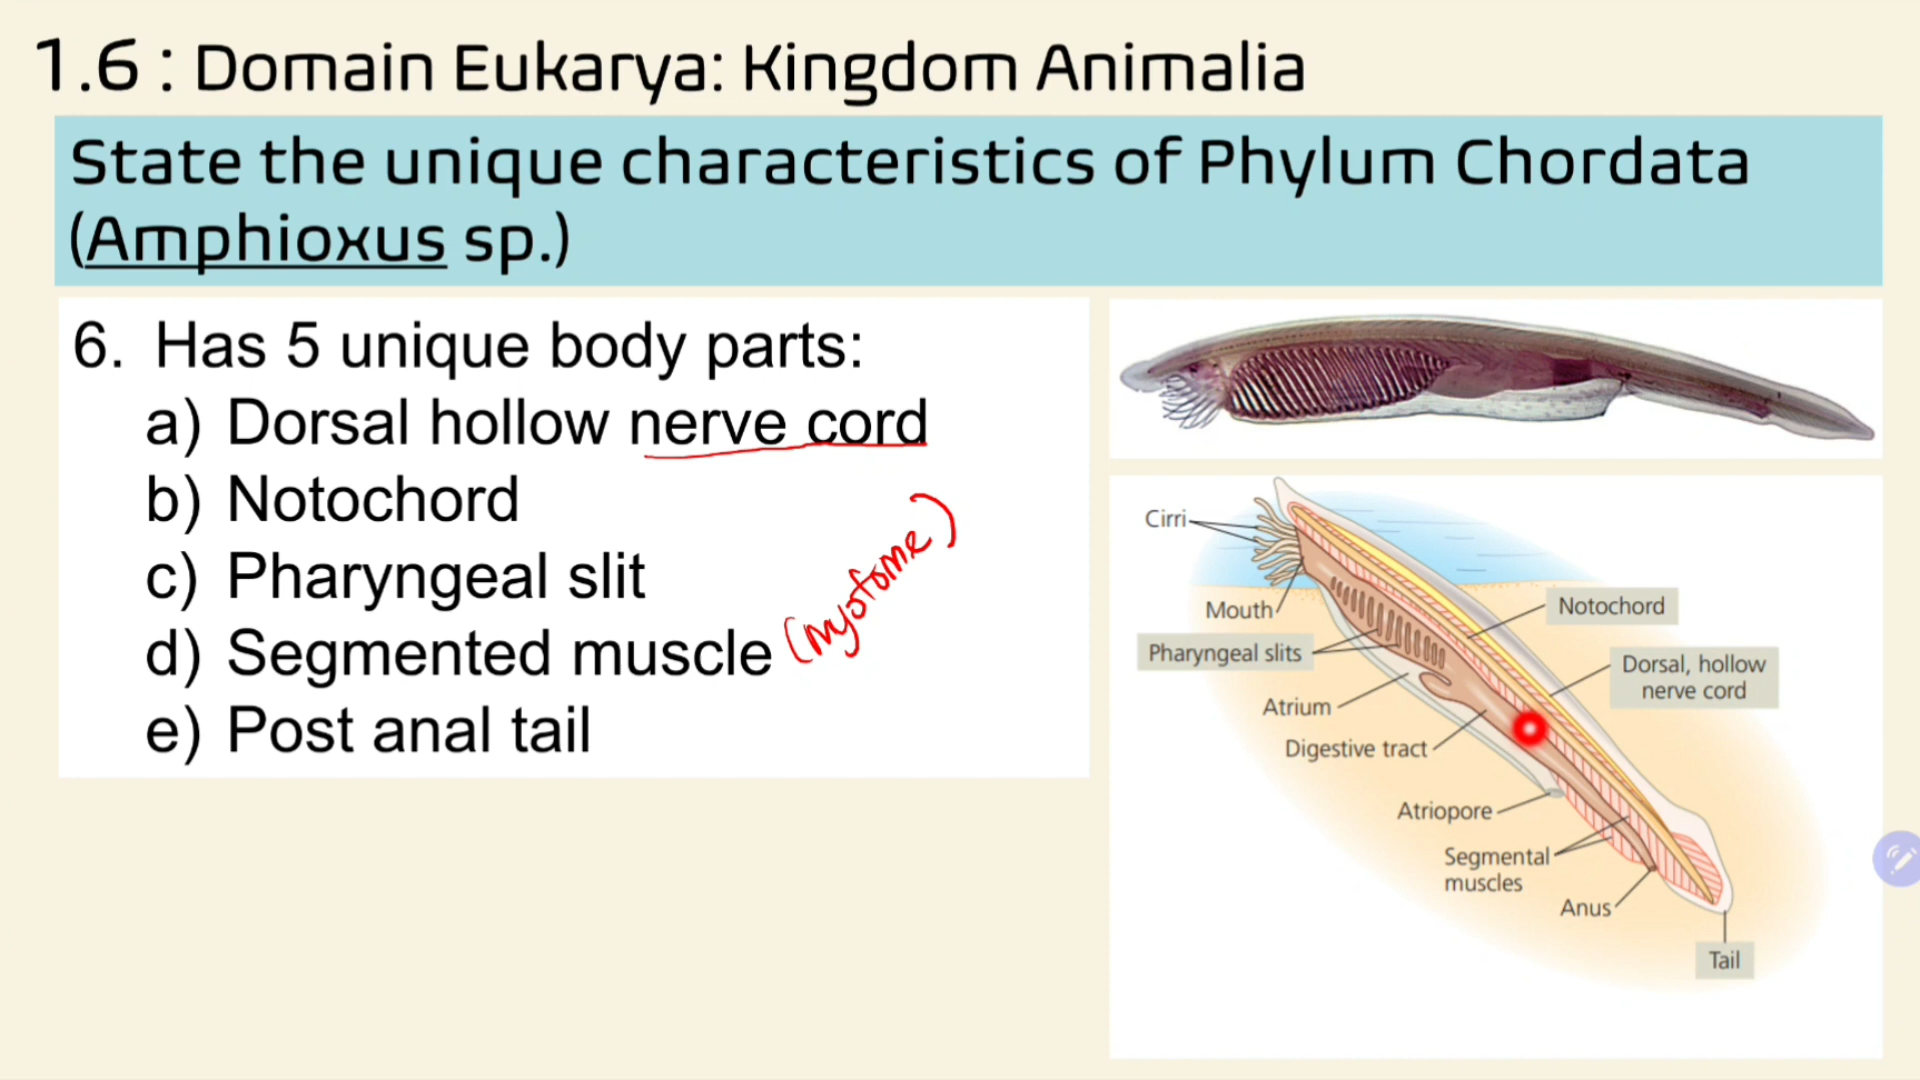 1.6 : Domain Eukarya: Kingdom Animalia
State the unique characteristics of Phylum Chordata
(Amphioxus sp.)
6. Has 5 unique body parts:
a) Dorsal hollow nerve cord
b) Notochord
c) Pharyngeal slit
d) Segmented muscle (myotome)
e) Post anal tail
Cirri
Mouth
Pharyngeal slits
Atrium
Digestive tract
Atriopore
Segmental
muscles
Anus
Notochord
Dorsal, hollow
nerve cord
Tail